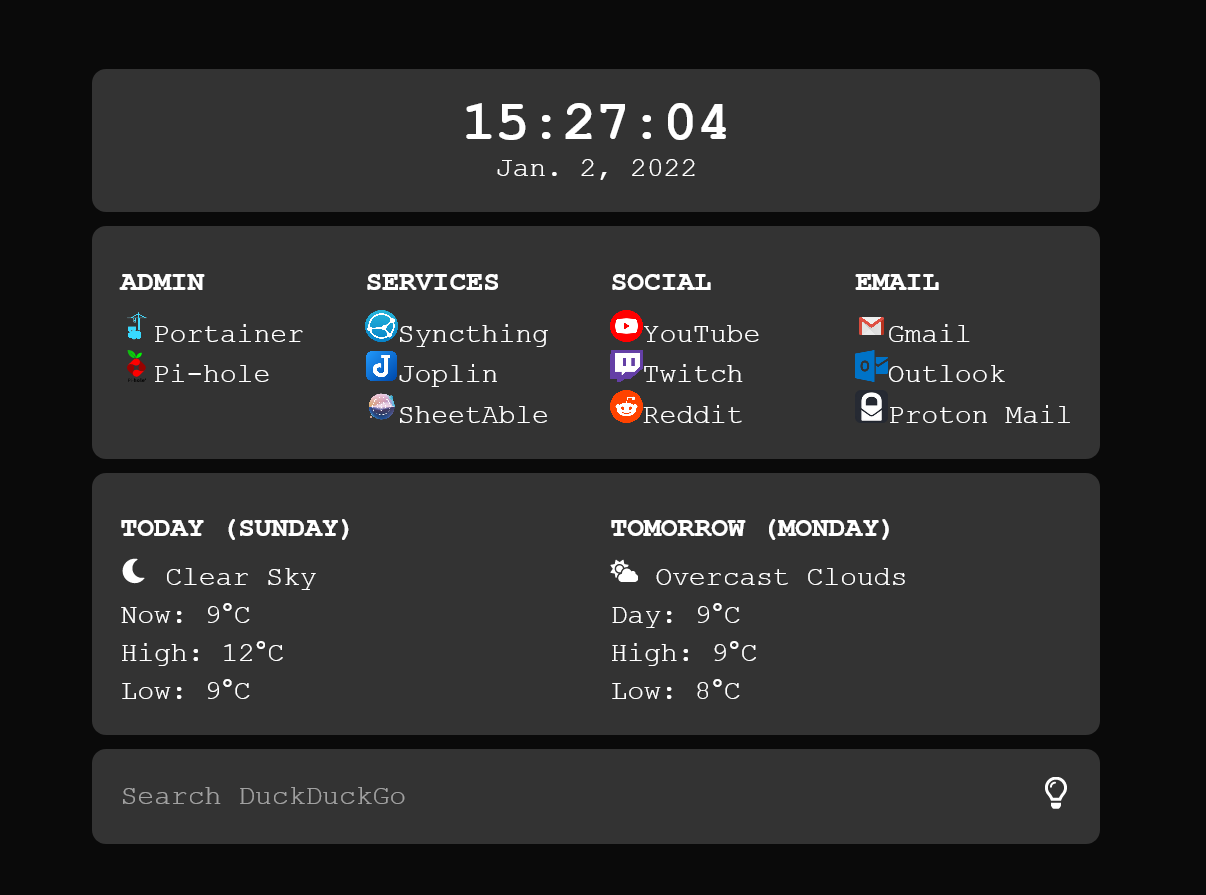 15:27:04
Jan. 2, 2022
ADMIN
Portainer
Pi-hole
SERVICES
Syncthing
Joplin
SheetAble
SOCIAL
YouTube
Twitch
Reddit
EMAIL
Gmail
Outlook
Proton Mail
TODAY (SUNDAY)
Clear Sky
Now: 9°C
High: 12°C
Low: 9°C
TOMORROW (MONDAY)
Overcast Clouds
Day: 9°C
High: 9°C
Low: 8°C
Search DuckDuckGo